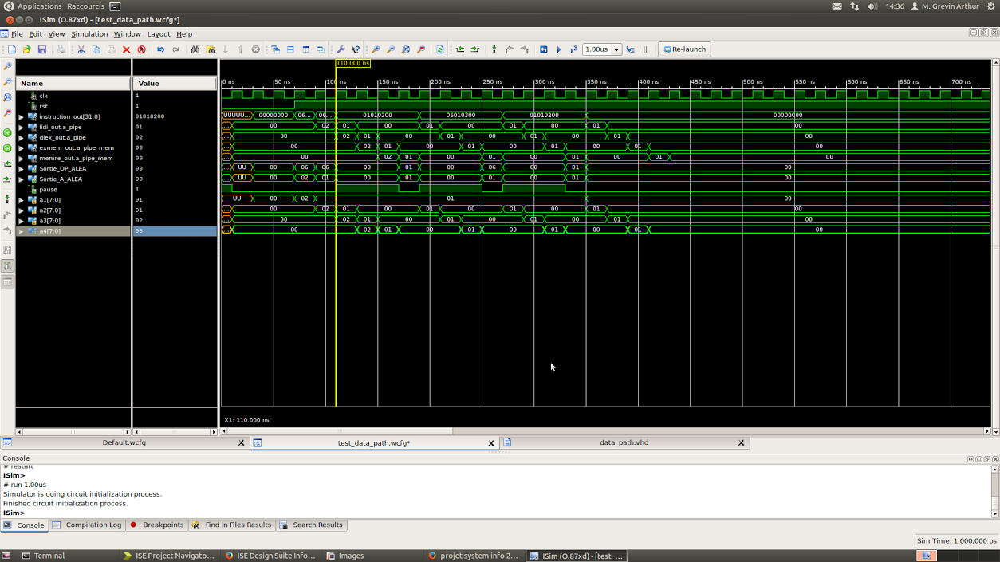 Applications Raccourcis
14:36 M. Grevin Arthur
ISim (O.87xd) - [test_data_path.wcfg*]
File Edit View Simulation Window Layout Help
1.00us Re-launch
110.000 ns
Name Value
0 ns 50 ns 100 ns 150 ns 200 ns 250 ns 300 ns 350 ns 400 ns 450 ns 500 ns 550 ns 600 ns 650 ns 700 ns
clk 1
rst 1
instruction_out[31:0] 01010200 UUUUU... 00000000 06... 06... 01010200 06010300 01010200 00000000
lidi_out.a_pipe 01 ... 00 02 01 00 01 00 01 00 01 00
diex_out.a_pipe 02 ... 00 02 01 00 01 00 01 00 01 00
exmem_out.a_pipe_mem 00 ... 00 02 01 00 01 00 01 00 01 00
memre_out.a_pipe_mem 00 ... 00 02 01 00 01 00 01 00 01 00
Sortie_OP_ALEA 00 ... UU 00 06 06 00 01 00 06 00 01 00
Sortie_A_ALEA 00 ... UU 00 02 01 00 01 00 01 00 01 00
pause 1
a1[7:0] 01 UU 00 02 01 00
a2[7:0] 01 ... 00 02 01 00 01 00 01 00 01 00
a3[7:0] 02 ... 00 02 01 00 01 00 01 00 01 00
a4[7:0] 00 ... 00 02 01 00 01 00 01 00 01 00
X1: 110.000 ns
Default.wcfg test_data_path.wcfg* data_path.vhd
Console
# restart
ISim>
# run 1.00us
Simulator is doing circuit initialization process.
Finished circuit initialization process.
ISim>
Console Compilation Log Breakpoints Find in Files Results Search Results
Sim Time: 1,000,000 ps
Terminal ISE Project Navigato... ISE Design Suite Info... Images projet system info 2... ISim (O.87xd) - [test_...